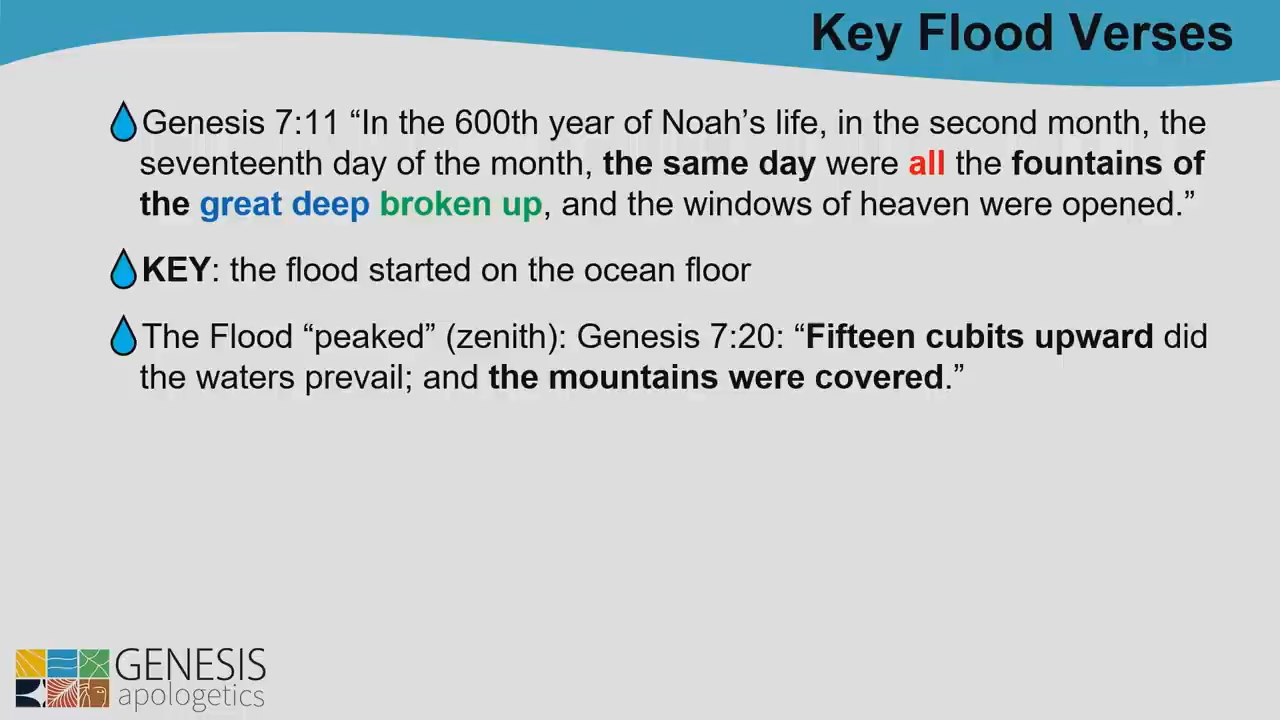 Key Flood Verses
Genesis 7:11 “In the 600th year of Noah’s life, in the second month, the
seventeenth day of the month, the same day were all the fountains of
the great deep broken up, and the windows of heaven were opened.”
KEY: the flood started on the ocean floor
The Flood “peaked” (zenith): Genesis 7:20: “Fifteen cubits upward did
the waters prevail; and the mountains were covered.”
GENESIS
apologetics